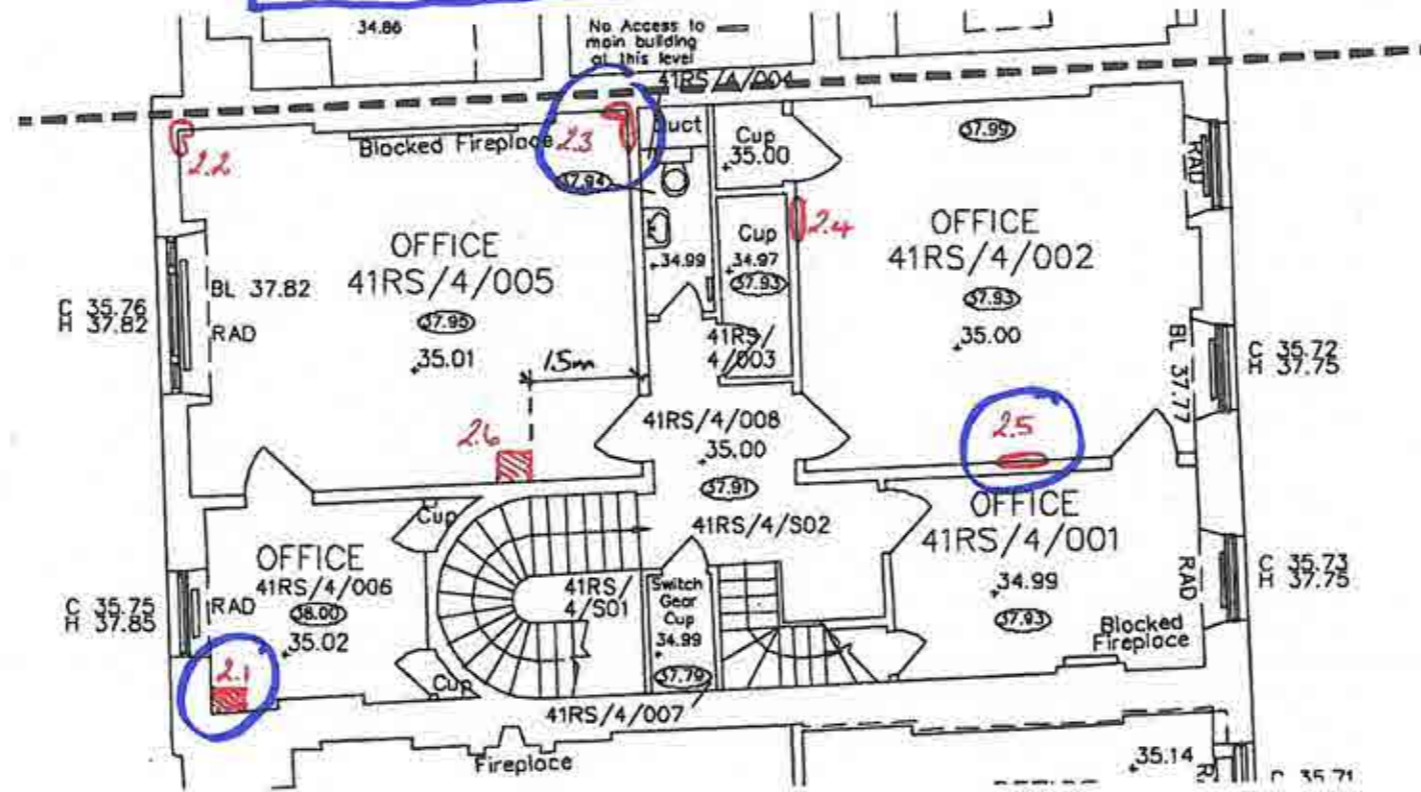 34.86
No Access to
main building
at this level
41RS/A/004
Duct
Blocked Fireplace
2.3
2.2
37.94
Cup
35.00
37.99
RAD
2.4
OFFICE
41RS/4/005
37.95
35.01
BL 37.82
RAD
C 35.76
H 37.82
34.99
Cup
34.97
37.93
41RS/
4/003
OFFICE
41RS/4/002
37.93
35.00
BL 37.77
C 35.72
H 37.75
1.5m
2.6
41RS/4/008
35.00
37.91
41RS/4/S02
2.5
Cup
OFFICE
41RS/4/006
38.00
35.02
RAD
C 35.75
H 37.85
2.1
Cup
41RS/
4/S01
Switch
Gear
Cup
34.99
37.79
41RS/4/007
OFFICE
41RS/4/001
34.99
37.93
Blocked
Fireplace
RAD
C 35.73
H 37.75
Fireplace
35.14
C 35.71